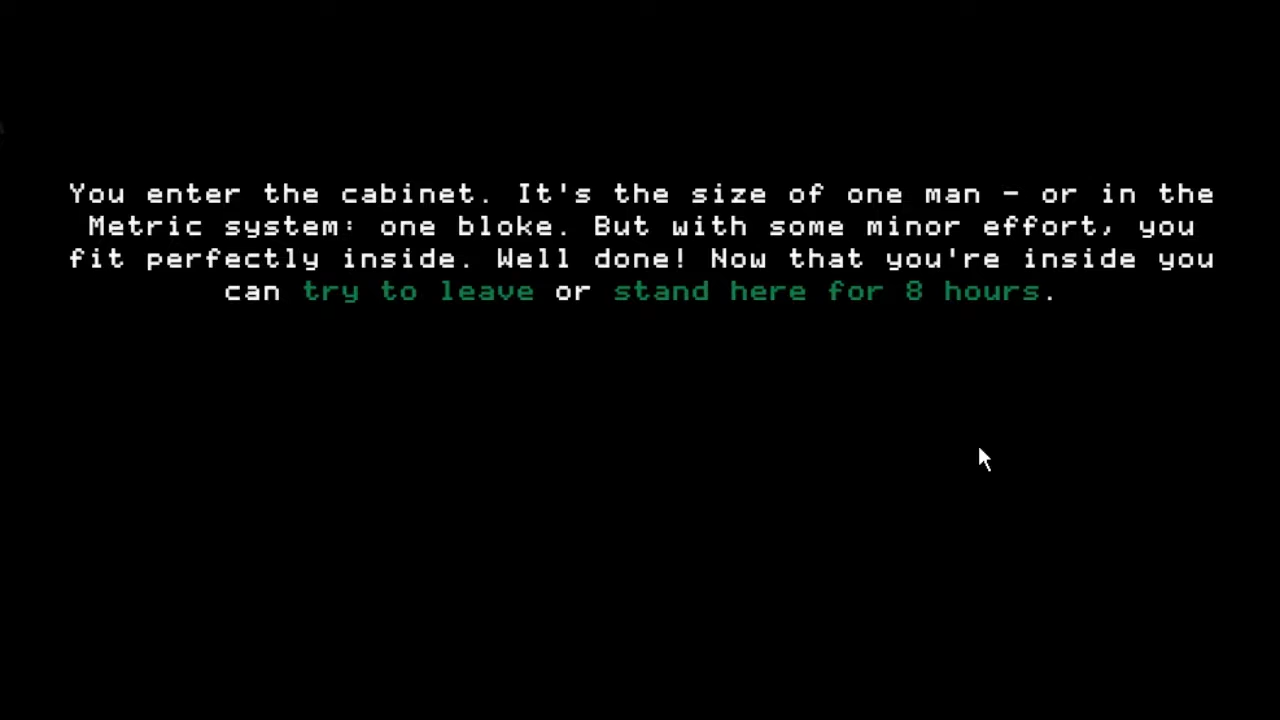 You enter the cabinet. It's the size of one man - or in the
Metric system: one bloke. But with some minor effort, you
fit perfectly inside. Well done! Now that you're inside you
can try to leave or stand here for 8 hours.